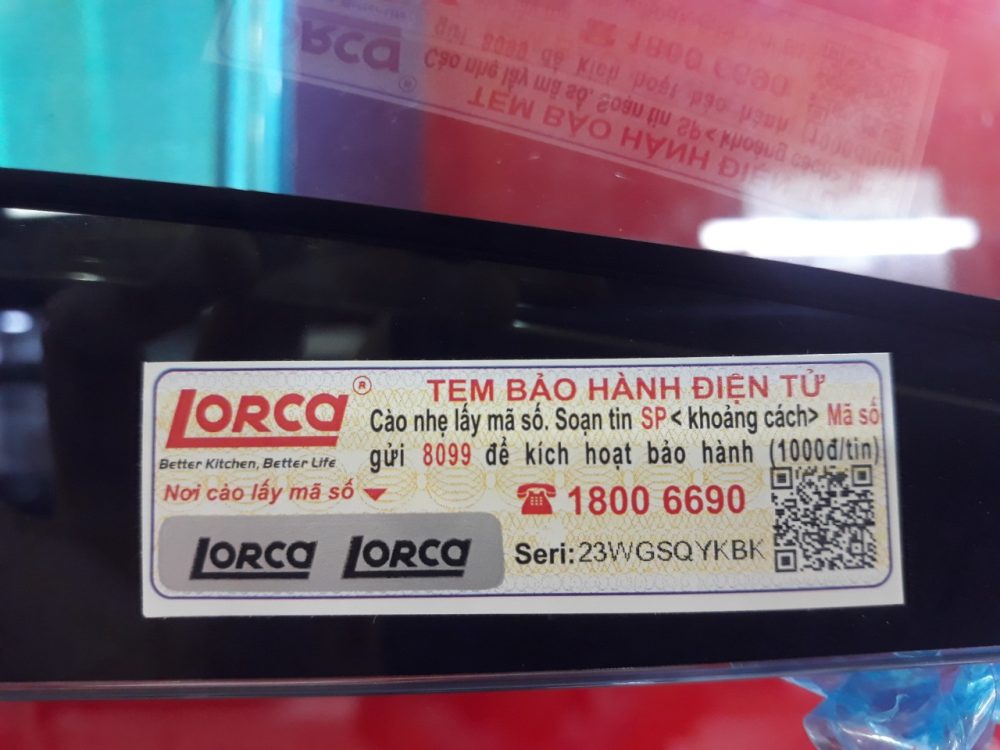 LORCA ®
Better Kitchen, Better Life
TEM BẢO HÀNH ĐIỆN TỬ
Cào nhẹ lấy mã số. Soạn tin SP < khoảng cách> Mã số
gửi 8099 để kích hoạt bảo hành (1000đ/tin)
Nơi cào lấy mã số
1800 6690
LORCA LORCA
Seri: 23WGSQYKBK